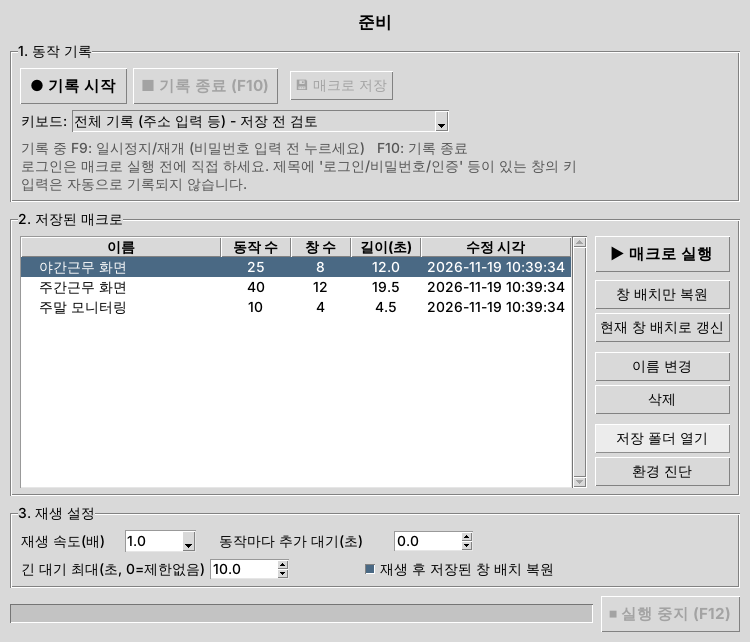 준비
1. 동작 기록
● 기록 시작
■ 기록 종료 (F10)
💾 매크로 저장
키보드: 전체 기록 (주소 입력 등) - 저장 전 검토
기록 중 F9: 일시정지/재개 (비밀번호 입력 전 누르세요)   F10: 기록 종료
로그인은 매크로 실행 전에 직접 하세요. 제목에 '로그인/비밀번호/인증' 등이 있는 창의 키
입력은 자동으로 기록되지 않습니다.
2. 저장된 매크로
이름 동작 수 창 수 길이(초) 수정 시각
야간근무 화면 25 8 12.0 2026-11-19 10:39:34
주간근무 화면 40 12 19.5 2026-11-19 10:39:34
주말 모니터링 10 4 4.5 2026-11-19 10:39:34
▶ 매크로 실행
창 배치만 복원
현재 창 배치로 갱신
이름 변경
삭제
저장 폴더 열기
환경 진단
3. 재생 설정
재생 속도(배) 1.0 동작마다 추가 대기(초) 0.0
긴 대기 최대(초, 0=제한없음) 10.0 재생 후 저장된 창 배치 복원
■ 실행 중지 (F12)